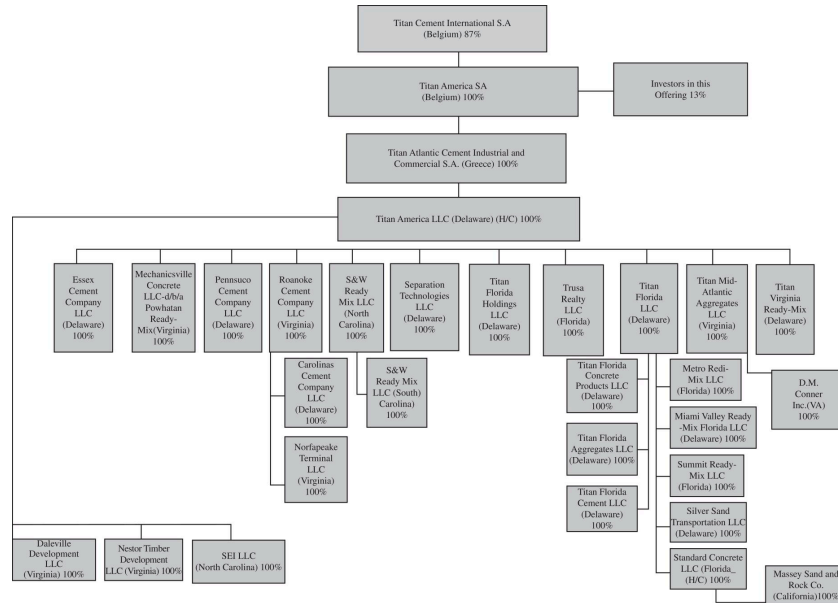 Titan Cement International S.A
(Belgium) 87%
Titan America SA
(Belgium) 100%
Investors in this
Offering 13%
Titan Atlantic Cement Industrial and
Commercial S.A. (Greece) 100%
Titan America LLC (Delaware) (H/C) 100%
Essex
Cement
Company
LLC
(Delaware)
100%
Mechanicsville
Concrete
LLC-d/b/a
Powhatan
Ready-
Mix(Virginia)
100%
Pennsuco
Cement
Company
LLC
(Delaware)
100%
Roanoke
Cement
Company
LLC
(Virginia)
100%
S&W
Ready
Mix LLC
(North
Carolina)
100%
Separation
Technologies
LLC
(Delaware)
100%
Titan
Florida
Holdings
LLC
(Delaware)
100%
Trusa
Realty
LLC
(Florida)
100%
Titan
Florida
LLC
(Delaware)
100%
Titan Mid-
Atlantic
Aggregates
LLC
(Virginia)
100%
Titan
Virginia
Ready-Mix
(Delaware)
100%
Carolinas
Cement
Company
LLC
(Delaware)
100%
S&W
Ready Mix
LLC (South)
Carolina)
100%
Norfapeake
Terminal
LLC
(Virginia)
100%
Titan Florida
Concrete
Products LLC
(Delaware)
100%
Titan Florida
Aggregates LLC
(Delaware) 100%
Titan Florida
Cement LLC
(Delaware)
100%
Metro Redi-
Mix LLC
(Florida) 100%
Miami Valley Ready
-Mix Florida LLC
(Delaware) 100%
Summit Ready-
Mix LLC
(Florida) 100%
Silver Sand
Transportation LLC
(Delaware) 100%
Standard Concrete
LLC (Florida_
(H/C) 100%
D.M.
Conner
Inc.(VA)
100%
Massey Sand and
Rock Co.
(California)100%
Daleville
Development
LLC
(Virginia) 100%
Nestor Timber
Development
LLC (Virginia) 100%
SEI LLC
(North Carolina) 100%